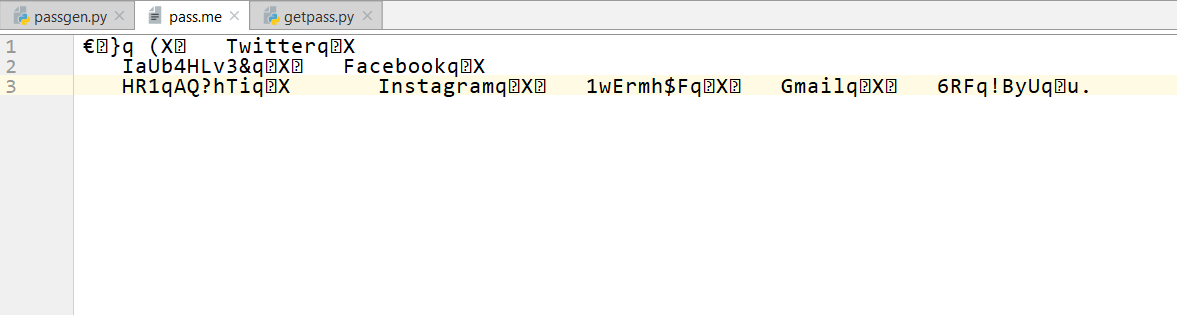 passgen.py pass.me getpass.py
1 €}q (X Twitterq X
2 IaUb4HLv3&q X Facebookq X
3 HR1qAQ?hTiq X Instagramq X 1wErmh$Fq X Gmailq X 6RFq!ByUq u.